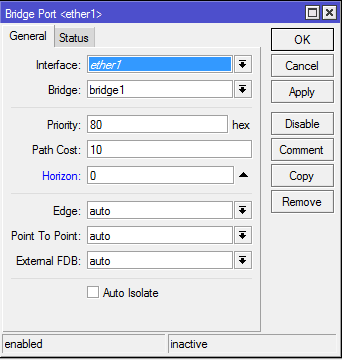 Bridge Port <ether1>
General Status
Interface: ether1
Bridge: bridge1
Priority: 80 hex
Path Cost: 10
Horizon: 0
Edge: auto
Point To Point: auto
External FDB: auto
Auto Isolate
OK
Cancel
Apply
Disable
Comment
Copy
Remove
enabled inactive